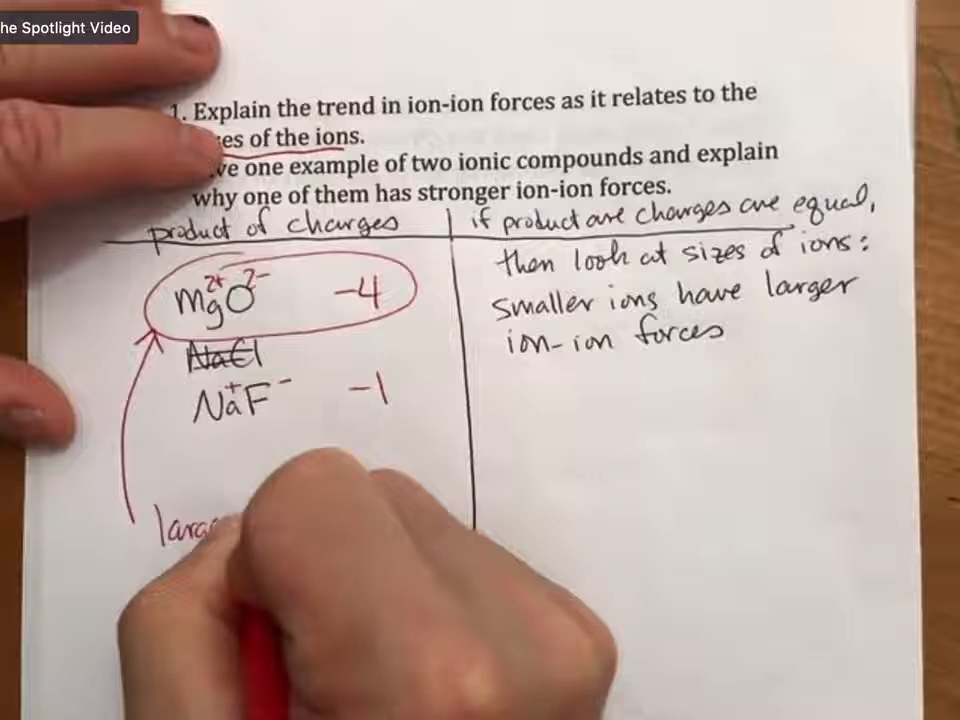 he Spotlight Video
1. Explain the trend in ion-ion forces as it relates to the
es of the ions.
ve one example of two ionic compounds and explain
why one of them has stronger ion-ion forces.
product of charges
Mg2+O2- -4
NaCl
Na+F- -1
larg
if product are charges are equal,
then look at sizes of ions:
smaller ions have larger
ion-ion forces